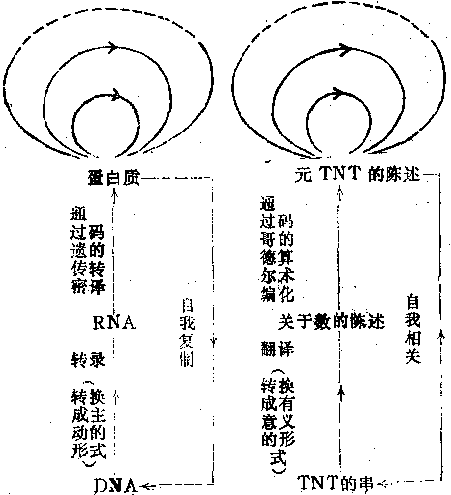 蛋白质
通过遗传密
码的转译
RNA
转录
(转换
成主
动的
形式)
DNA
自我复制
元TNT的陈述
通过哥德尔编
码的算术化
关于数的陈述
翻译
(转换
成有
意义
的形
式)
TNT的串
自我相关